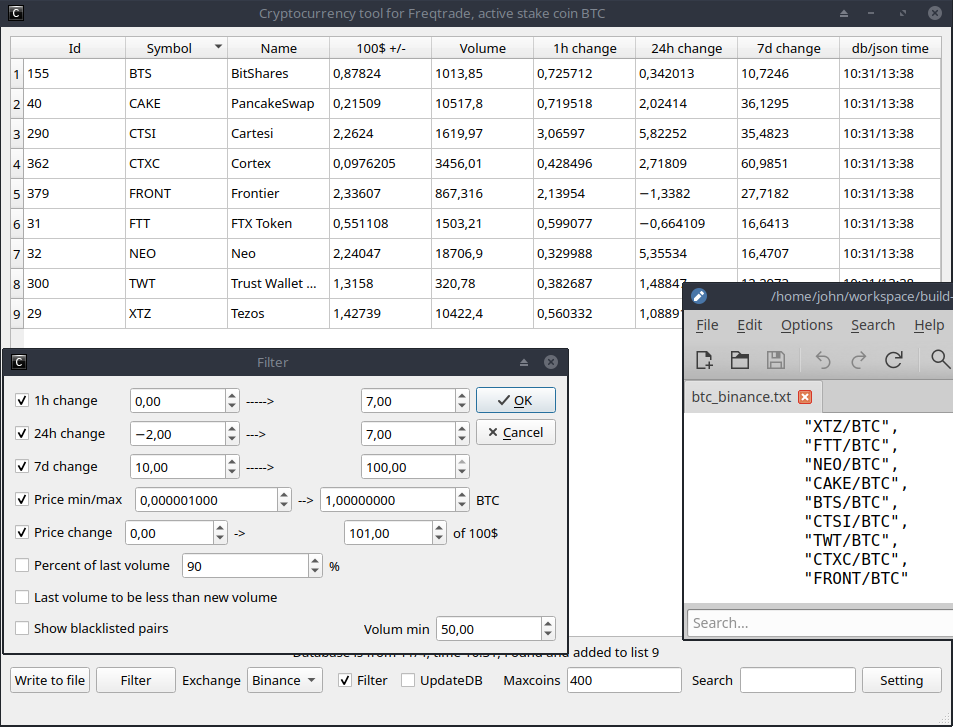 Cryptocurrency tool for Freqtrade, active stake coin BTC
Id Symbol Name 100$ +/- Volume 1h change 24h change 7d change db/json time
1 155 BTS BitShares 0,87824 1013,85 0,725712 0,342013 10,7246 10:31/13:38
2 40 CAKE PancakeSwap 0,21509 10517,8 0,719518 2,02414 36,1295 10:31/13:38
3 290 CTSI Cartesi 2,2624 1619,97 3,06597 5,82252 35,4823 10:31/13:38
4 362 CTXC Cortex 0,0976205 3456,01 0,428496 2,71809 60,9851 10:31/13:38
5 379 FRONT Frontier 2,33607 867,316 2,13954 −1,3382 27,7182 10:31/13:38
6 31 FTT FTX Token 0,551108 1503,21 0,599077 −0,664109 16,6413 10:31/13:38
7 32 NEO Neo 2,24047 18706,9 0,329988 5,35534 16,4707 10:31/13:38
8 300 TWT Trust Wallet ... 1,3158 320,78 0,382687 1,48847
9 29 XTZ Tezos 1,42739 10422,4 0,560332 1,0889
Filter
1h change 0,00 -----> 7,00 OK
24h change −2,00 ---> 7,00 Cancel
7d change 10,00 -----> 100,00
Price min/max 0,000001000 --> 1,00000000 BTC
Price change 0,00 -> 101,00 of 100$
Percent of last volume 90 %
Last volume to be less than new volume
Show blacklisted pairs Volum min 50,00
/home/john/workspace/build-
File Edit Options Search Help
btc_binance.txt
"XTZ/BTC",
"FTT/BTC",
"NEO/BTC",
"CAKE/BTC",
"BTS/BTC",
"CTSI/BTC",
"TWT/BTC",
"CTXC/BTC",
"FRONT/BTC"
Search...
and added to list 9
Write to file Filter Exchange Binance Filter UpdateDB Maxcoins 400 Search Setting